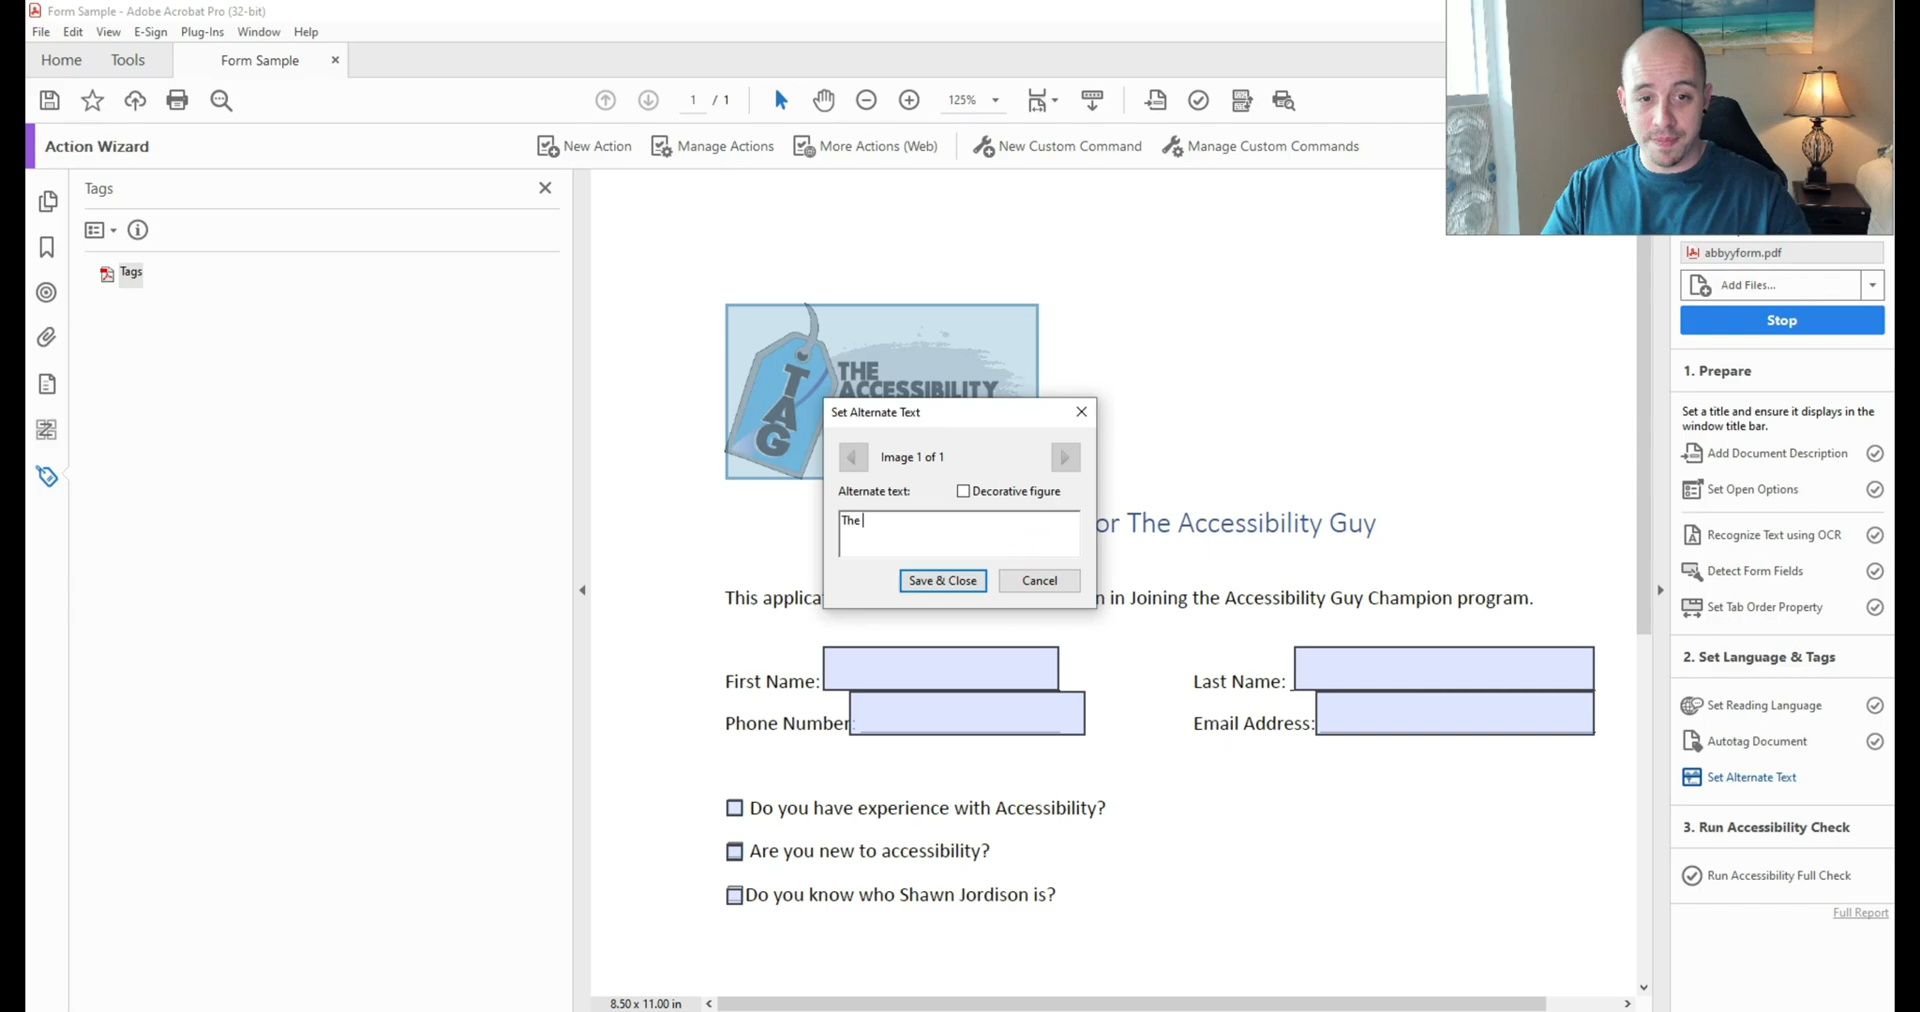 Form Sample - Adobe Acrobat Pro (32-bit)
File Edit View E-Sign Plug-Ins Window Help
Home Tools Form Sample ×
1 / 1 125%
Action Wizard New Action Manage Actions More Actions (Web) New Custom Command Manage Custom Commands
Tags
Tags
TAG
THE
ACCESSIBILITY
Set Alternate Text
Image 1 of 1
Alternate text: Decorative figure
The
Save & Close Cancel
or The Accessibility Guy
This applica n in Joining the Accessibility Guy Champion program.
First Name: Last Name:
Phone Number: Email Address:
Do you have experience with Accessibility?
Are you new to accessibility?
Do you know who Shawn Jordison is?
8.50 x 11.00 in
abbyyform.pdf
Add Files...
Stop
1. Prepare
Set a title and ensure it displays in the
window title bar.
Add Document Description
Set Open Options
Recognize Text using OCR
Detect Form Fields
Set Tab Order Property
2. Set Language & Tags
Set Reading Language
Autotag Document
Set Alternate Text
3. Run Accessibility Check
Run Accessibility Full Check
Full Report